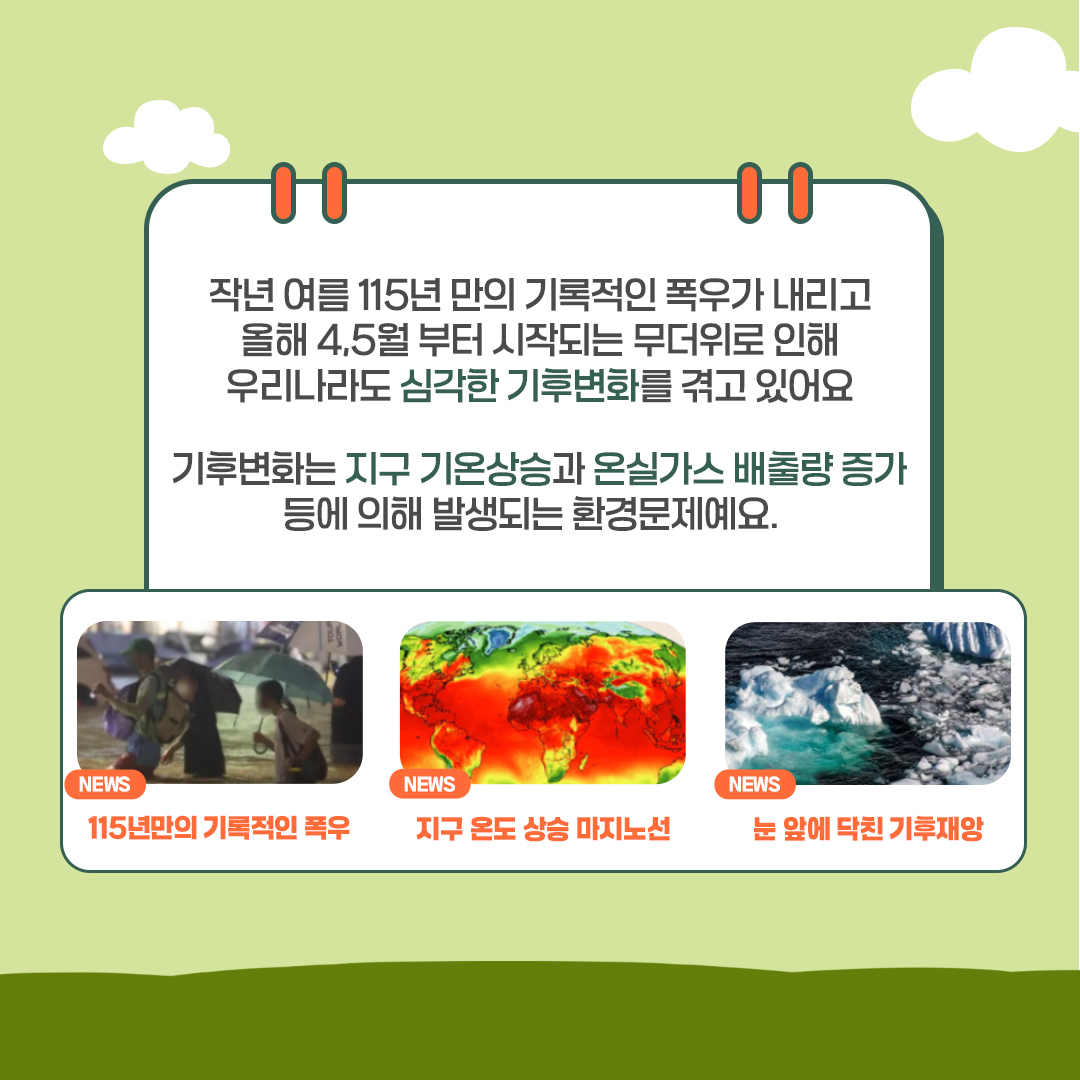 작년 여름 115년 만의 기록적인 폭우가 내리고
올해 4,5월 부터 시작되는 무더위로 인해
우리나라도 심각한 기후변화를 겪고 있어요
기후변화는 지구 기온상승과 온실가스 배출량 증가
등에 의해 발생되는 환경문제예요.
NEWS
115년만의 기록적인 폭우
NEWS
지구 온도 상승 마지노선
NEWS
눈 앞에 닥친 기후재앙